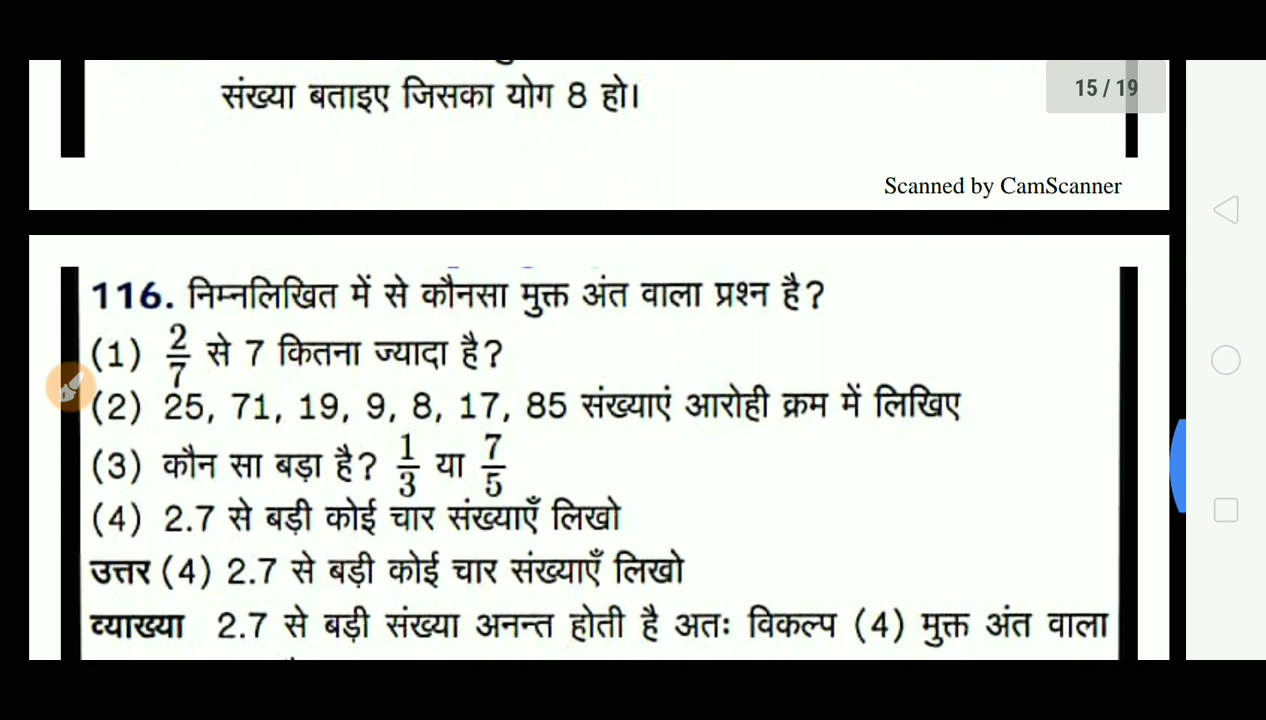 संख्या बताइए जिसका योग 8 हो।
15 / 19
Scanned by CamScanner
116. निम्नलिखित में से कौनसा मुक्त अंत वाला प्रश्न है?
(1) 2/7 से 7 कितना ज्यादा है?
(2) 25, 71, 19, 9, 8, 17, 85 संख्याएं आरोही क्रम में लिखिए
(3) कौन सा बड़ा है? 1/3 या 7/5
(4) 2.7 से बड़ी कोई चार संख्याएँ लिखो
उत्तर (4) 2.7 से बड़ी कोई चार संख्याएँ लिखो
व्याख्या 2.7 से बड़ी संख्या अनन्त होती है अतः विकल्प (4) मुक्त अंत वाला